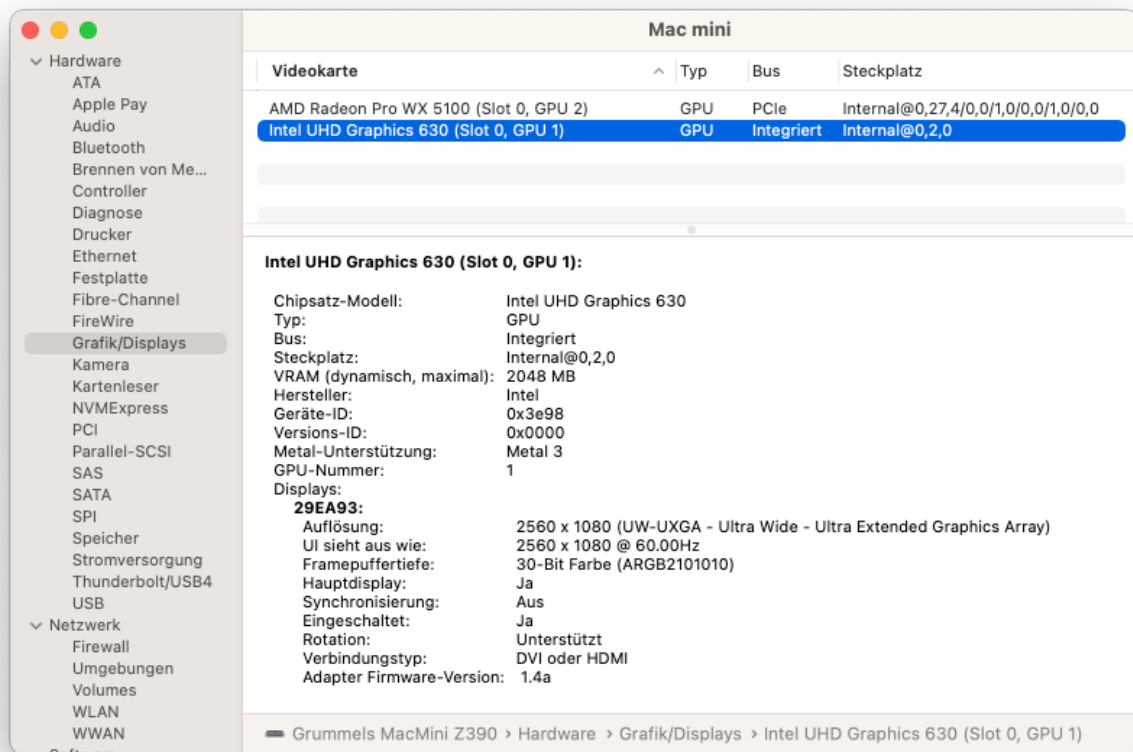 Mac mini
Hardware
ATA
Apple Pay
Audio
Bluetooth
Brennen von Me...
Controller
Diagnose
Drucker
Ethernet
Festplatte
Fibre-Channel
FireWire
Grafik/Displays
Kamera
Kartenleser
NVMExpress
PCI
Parallel-SCSI
SAS
SATA
SPI
Speicher
Stromversorgung
Thunderbolt/USB4
USB
Netzwerk
Firewall
Umgebungen
Volumes
WLAN
WWAN
Videokarte Typ Bus Steckplatz
AMD Radeon Pro WX 5100 (Slot 0, GPU 2) GPU PCIe Internal@0,27,4/0,0/1,0/0,0/1,0/0,0
Intel UHD Graphics 630 (Slot 0, GPU 1) GPU Integriert Internal@0,2,0
Intel UHD Graphics 630 (Slot 0, GPU 1):
Chipsatz-Modell: Intel UHD Graphics 630
Typ: GPU
Bus: Integriert
Steckplatz: Internal@0,2,0
VRAM (dynamisch, maximal): 2048 MB
Hersteller: Intel
Geräte-ID: 0x3e98
Versions-ID: 0x0000
Metal-Unterstützung: Metal 3
GPU-Nummer: 1
Displays:
29EA93:
Auflösung: 2560 x 1080 (UW-UXGA - Ultra Wide - Ultra Extended Graphics Array)
UI sieht aus wie: 2560 x 1080 @ 60.00Hz
Framepuffertiefe: 30-Bit Farbe (ARGB2101010)
Hauptdisplay: Ja
Synchronisierung: Aus
Eingeschaltet: Ja
Rotation: Unterstützt
Verbindungstyp: DVI oder HDMI
Adapter Firmware-Version: 1.4a
Grummels MacMini Z390 › Hardware › Grafik/Displays › Intel UHD Graphics 630 (Slot 0, GPU 1)